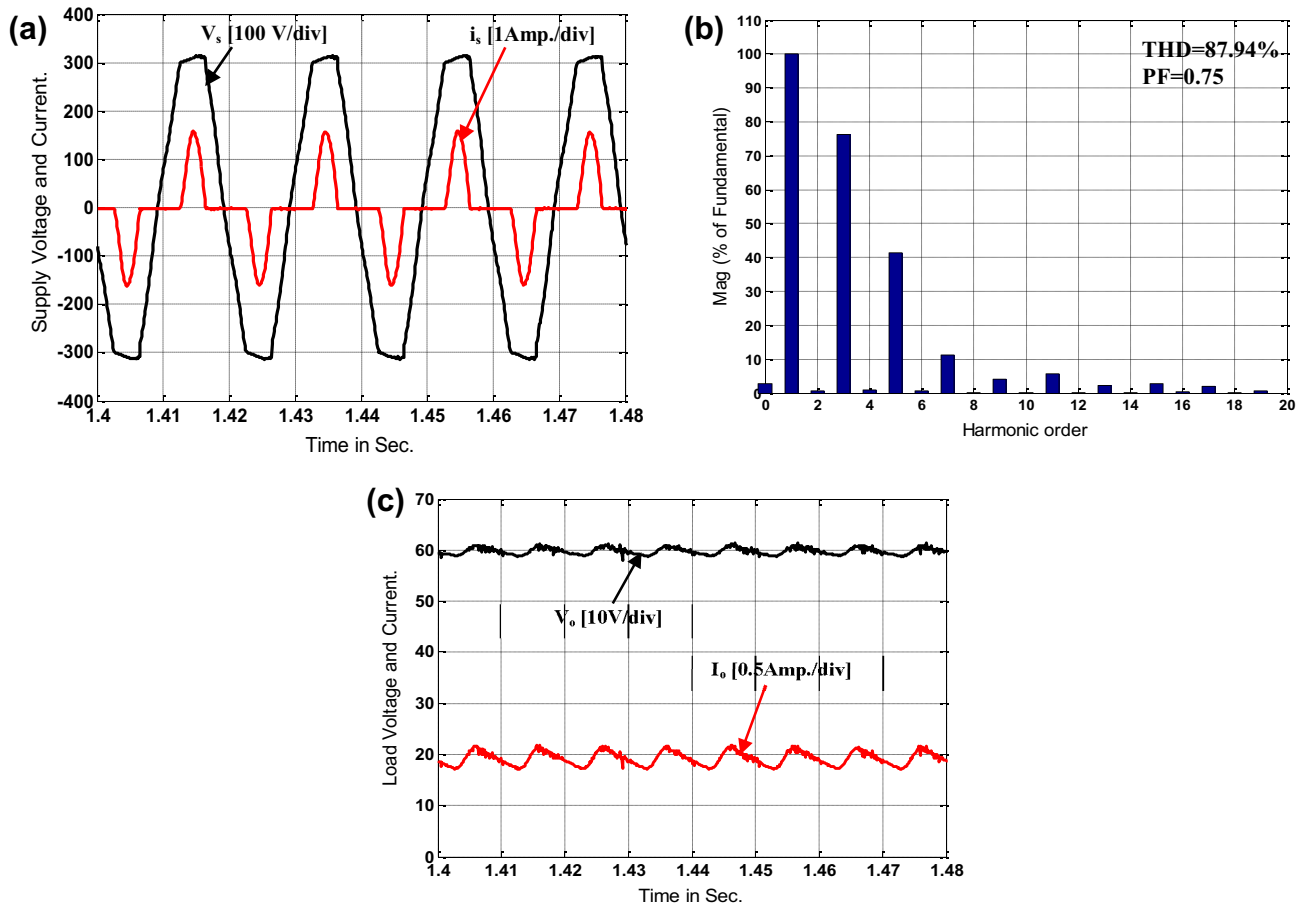 (a)
V_s [100 V/div]
i_s [1Amp./div]
Supply Voltage and Current.
400
300
200
100
0
-100
-200
-300
-400
1.4 1.41 1.42 1.43 1.44 1.45 1.46 1.47 1.48
Time in Sec.
(b)
THD=87.94%
PF=0.75
Mag (% of Fundamental)
110
100
90
80
70
60
50
40
30
20
10
0
0 2 4 6 8 10 12 14 16 18 20
Harmonic order
(c)
V_o [10V/div]
I_o [0.5Amp./div]
Load Voltage and Current.
70
60
50
40
30
20
10
0
1.4 1.41 1.42 1.43 1.44 1.45 1.46 1.47 1.48
Time in Sec.